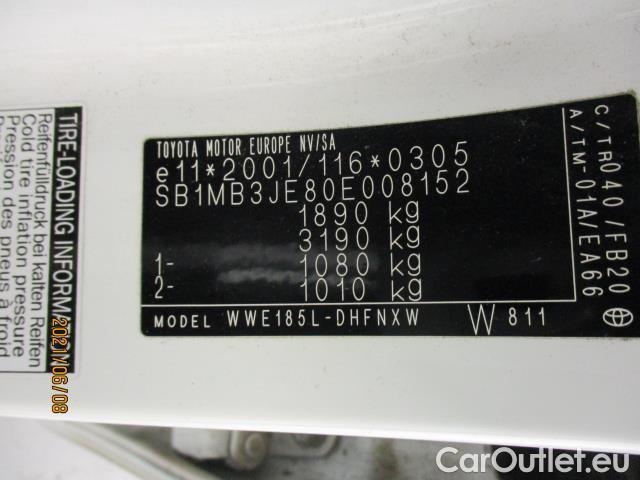 TOYOTA MOTOR EUROPE NV/SA
e11*2001/116*0305
SB1MB3JE80E008152
1890 kg
3190 kg
1- 1080 kg
2- 1010 kg
MODEL WWE185L-DHFNXW W 811
C/TR040/FB20
A/TM-01A/EA66
TIRE-LOADING INFORMATION
Reifenfülldruck bei kalten Reifen
Cold tire inflation pressure
Pression des pneus à froid
2021/06/08
CarOutlet.eu